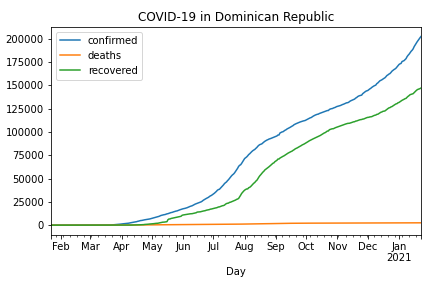 COVID-19 in Dominican Republic
confirmed
deaths
recovered
200000
175000
150000
125000
100000
75000
50000
25000
0
Feb Mar Apr May Jun Jul Aug Sep Oct Nov Dec Jan
2021
Day